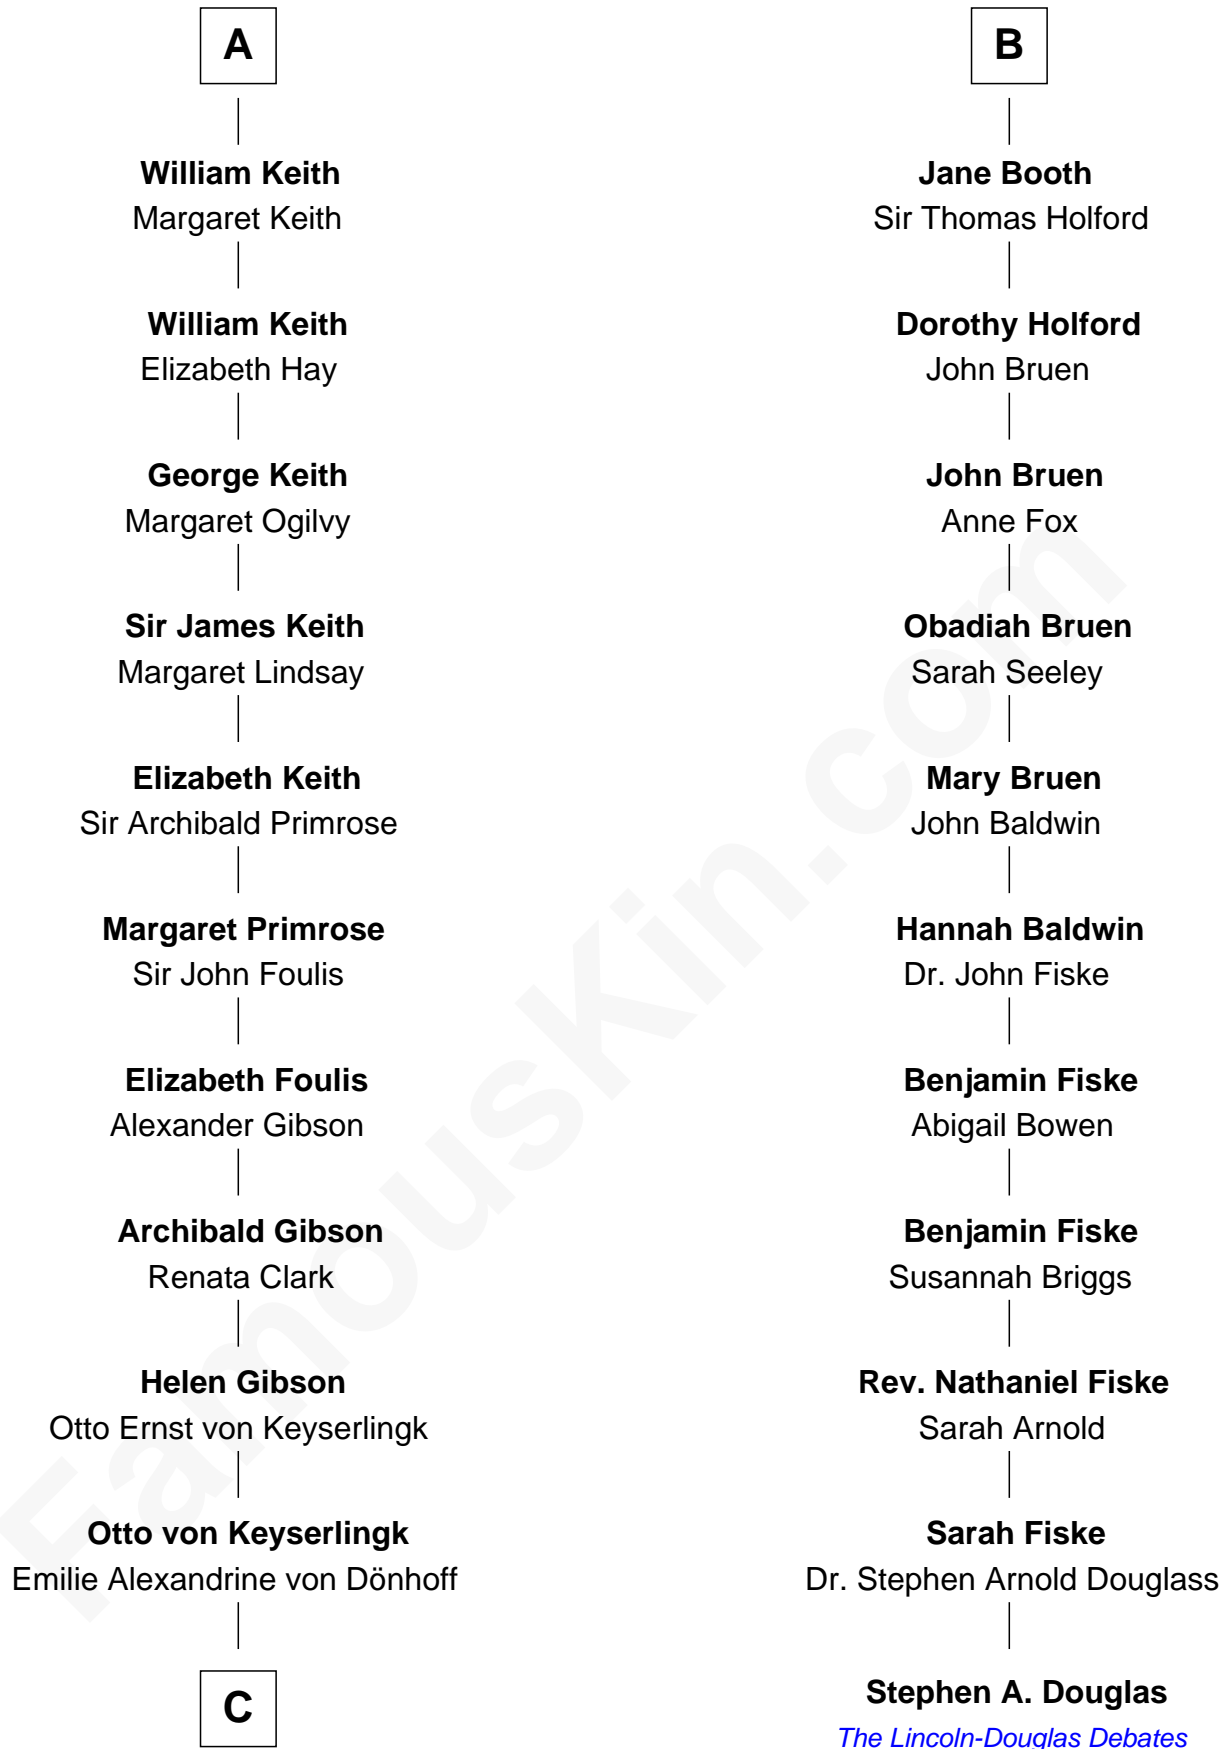 A
William Keith
Margaret Keith
William Keith
Elizabeth Hay
George Keith
Margaret Ogilvy
Sir James Keith
Margaret Lindsay
Elizabeth Keith
Sir Archibald Primrose
Margaret Primrose
Sir John Foulis
Elizabeth Foulis
Alexander Gibson
Archibald Gibson
Renata Clark
Helen Gibson
Otto Ernst von Keyserlingk
Otto von Keyserlingk
Emilie Alexandrine von Dönhoff
C
B
Jane Booth
Sir Thomas Holford
Dorothy Holford
John Bruen
John Bruen
Anne Fox
Obadiah Bruen
Sarah Seeley
Mary Bruen
John Baldwin
Hannah Baldwin
Dr. John Fiske
Benjamin Fiske
Abigail Bowen
Benjamin Fiske
Susannah Briggs
Rev. Nathaniel Fiske
Sarah Arnold
Sarah Fiske
Dr. Stephen Arnold Douglass
Stephen A. Douglas
The Lincoln-Douglas Debates
FamousKin.com